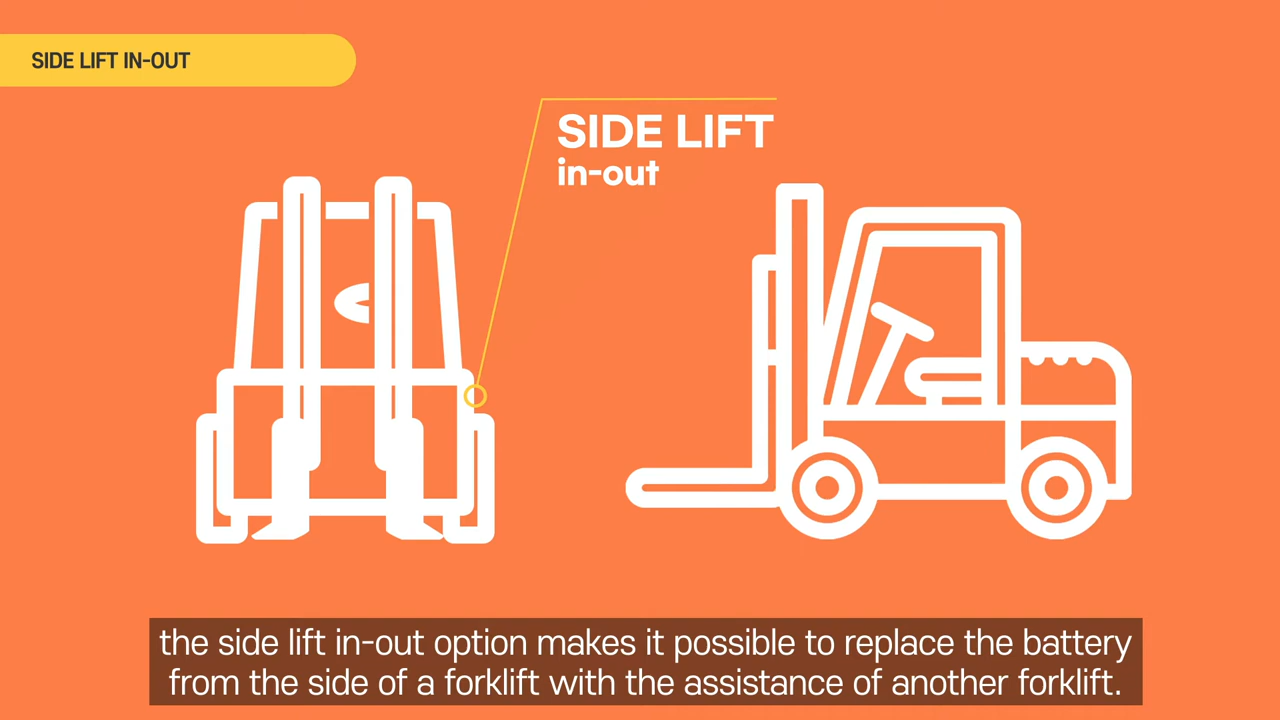 SIDE LIFT IN-OUT
SIDE LIFT
in-out
the side lift in-out option makes it possible to replace the battery
from the side of a forklift with the assistance of another forklift.